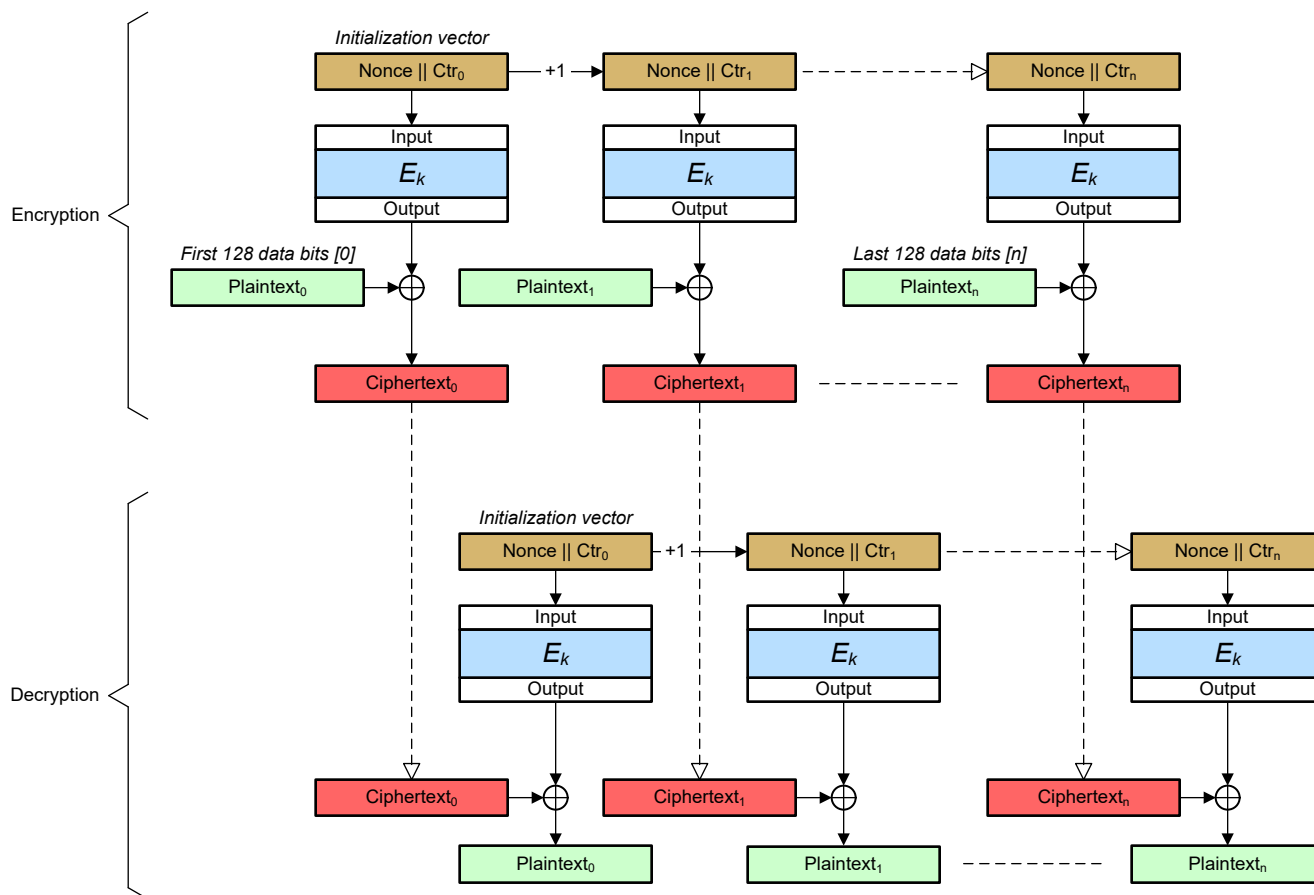 Initialization vector
Nonce || Ctr0 +1 Nonce || Ctr1 Nonce || Ctrn
Input Input Input
Ek Ek Ek
Encryption
Output Output Output
First 128 data bits [0] Last 128 data bits [n]
Plaintext0 Plaintext1 Plaintextn
Ciphertext0 Ciphertext1 Ciphertextn
Initialization vector
Nonce || Ctr0 +1 Nonce || Ctr1 Nonce || Ctrn
Input Input Input
Ek Ek Ek
Decryption
Output Output Output
Ciphertext0 Ciphertext1 Ciphertextn
Plaintext0 Plaintext1 Plaintextn